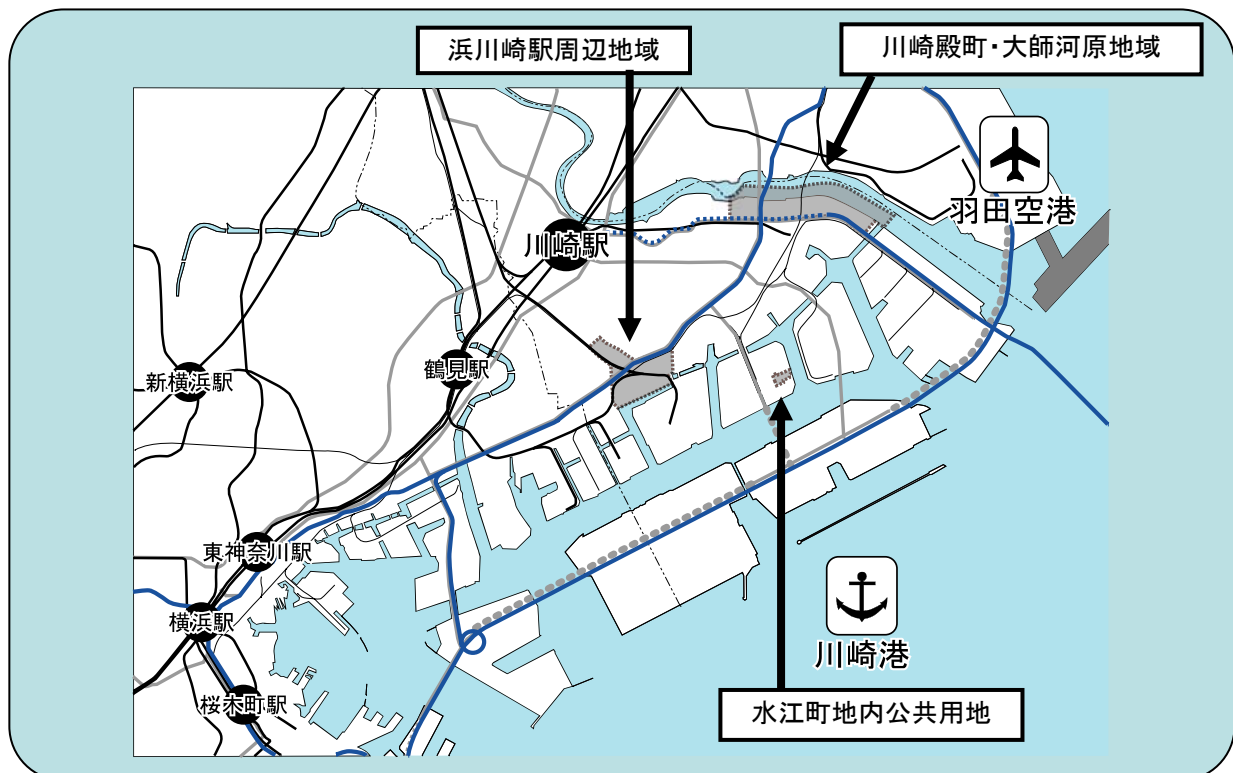 浜川崎駅周辺地域
川崎殿町・大師河原地域
羽田空港
川崎駅
鶴見駅
新横浜駅
東神奈川駅
横浜駅
川崎港
桜木町駅
水江町地内公共用地